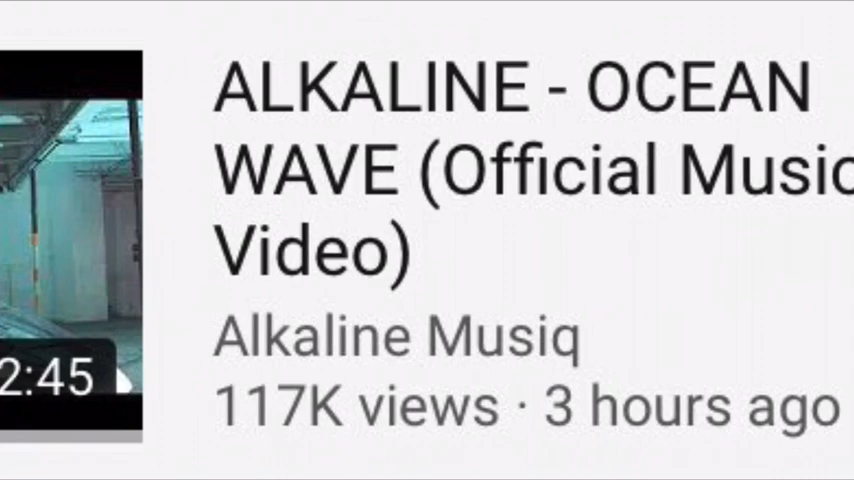 ALKALINE - OCEAN
WAVE (Official Music
Video)
Alkaline Musiq
117K views · 3 hours ago
2:45